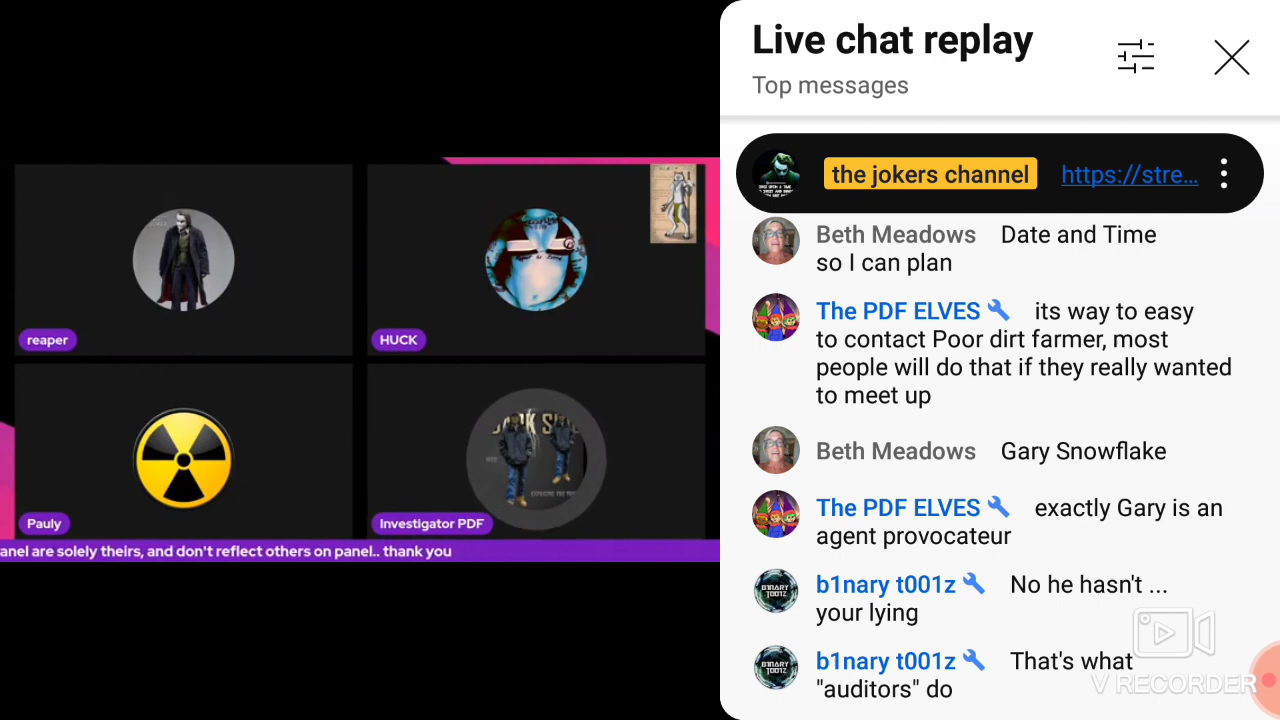 reaper
HUCK
Pauly
Investigator PDF
anel are solely theirs, and don't reflect others on panel.. thank you
Live chat replay
Top messages
the jokers channel https://stre...
Beth Meadows Date and Time
so I can plan
The PDF ELVES its way to easy
to contact Poor dirt farmer, most
people will do that if they really wanted
to meet up
Beth Meadows Gary Snowflake
The PDF ELVES exactly Gary is an
agent provocateur
b1nary t001z No he hasn't ...
your lying
b1nary t001z That's what
"auditors" do
V RECORDER